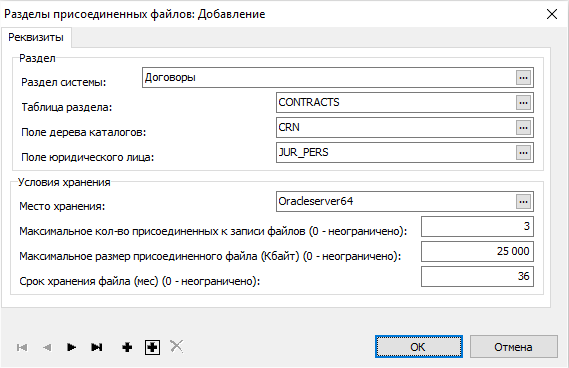 Разделы присоединенных файлов: Добавление
Реквизиты
Раздел
Раздел системы: Договоры ...
Таблица раздела: CONTRACTS ...
Поле дерева каталогов: CRN ...
Поле юридического лица: JUR_PERS ...
Условия хранения
Место хранения: Oracleserver64 ...
Максимальное кол-во присоединенных к записи файлов (0 - неограничено): 3
Максимальное размер присоединенного файла (Кбайт) (0 - неограничено): 25 000
Срок хранения файла (мес) (0 - неограничено): 36
ОК Отмена